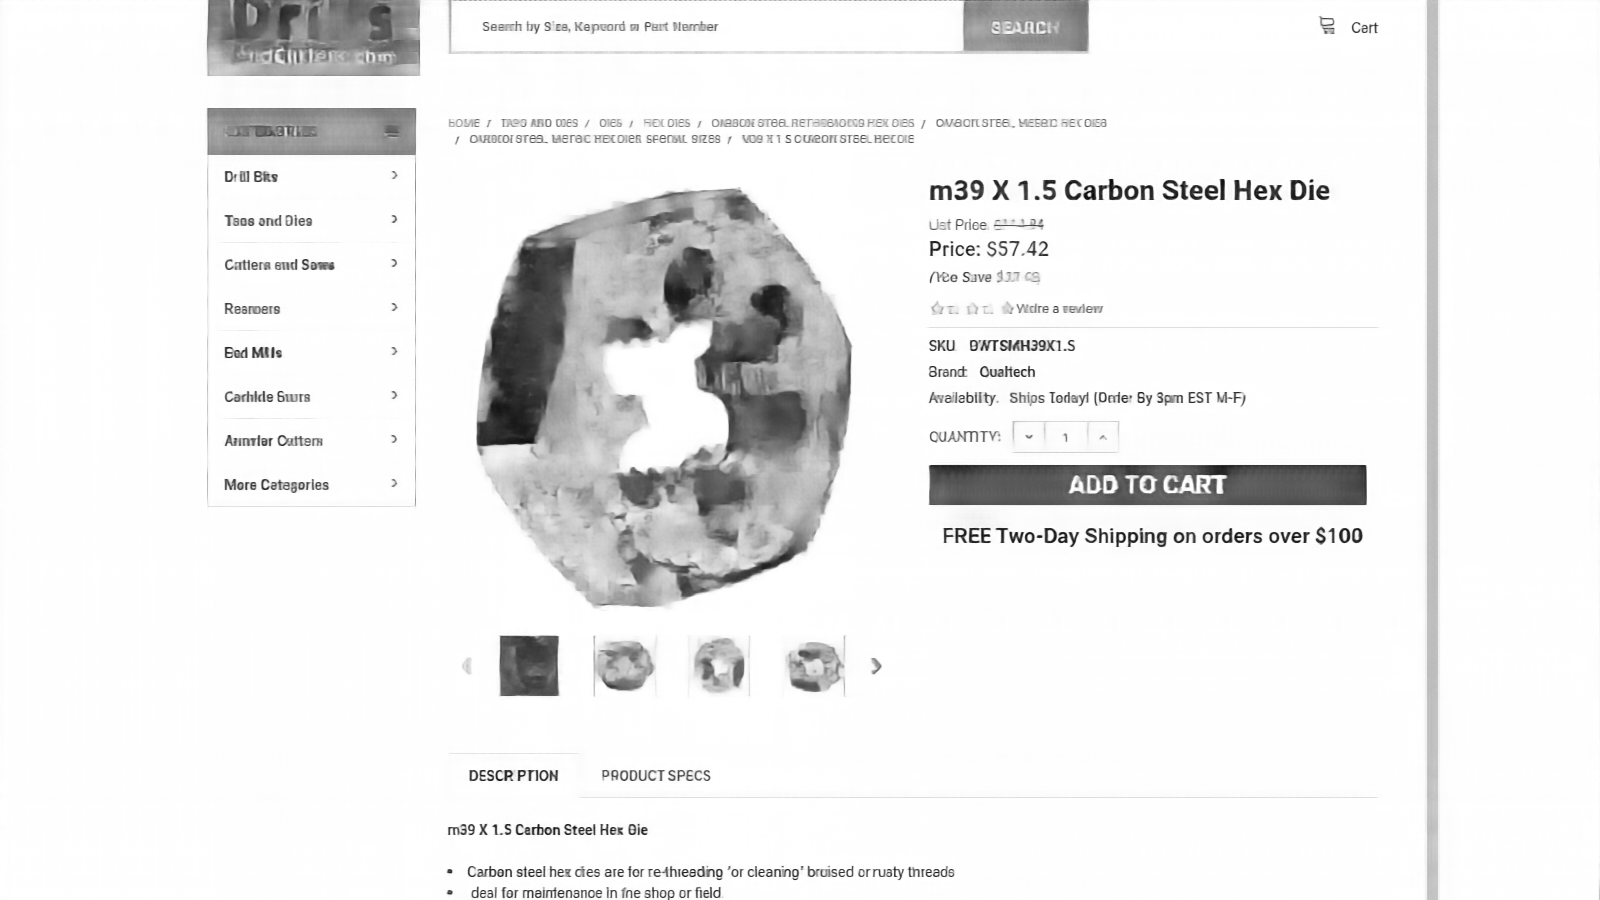 Drills
Search by Size, Keyword or Part Number
SEARCH
Cart
HOME / TAPS AND DIES / DIES / HEX DIES / CARBON STEEL RETHREADING HEX DIES / CARBON STEEL METRIC HEX DIES
/ CARBON STEEL METRIC HEX DIES SPECIAL SIZES / X 1.5 CARBON STEEL HEX DIE
CATEGORIES
Drill Bits
Taps and Dies
Cutters and Saws
Reamers
End Mills
Carbide Burrs
Annular Cutters
More Categories
m39 X 1.5 Carbon Steel Hex Die
List Price:
Price: $57.42
(You Save
Write a review
SKU: DWTSMH39X1.5
Brand: Qualtech
Availability: Ships Today! (Order By 3pm EST M-F)
QUANTITY: 1
ADD TO CART
FREE Two-Day Shipping on orders over $100
DESCRIPTION PRODUCT SPECS
m39 X 1.5 Carbon Steel Hex Die
• Carbon steel hex dies are for re-threading 'or cleaning' bruised or rusty threads
• deal for maintenance in the shop or field